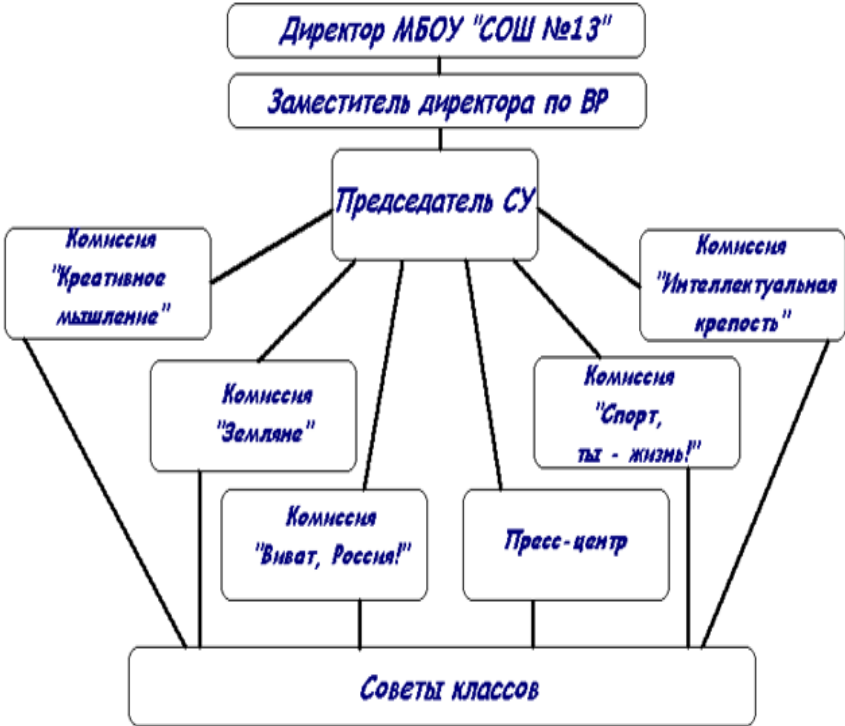 Директор МБОУ "СОШ №13"
Заместитель директора по ВР
Председатель СУ
Комиссия
"Креативное
мышление"
Комиссия
"Интеллектуальная
крепость"
Комиссия
"Земляне"
Комиссия
"Спорт,
ты - жизнь!"
Комиссия
"Виват, Россия!"
Пресс-центр
Советы классов